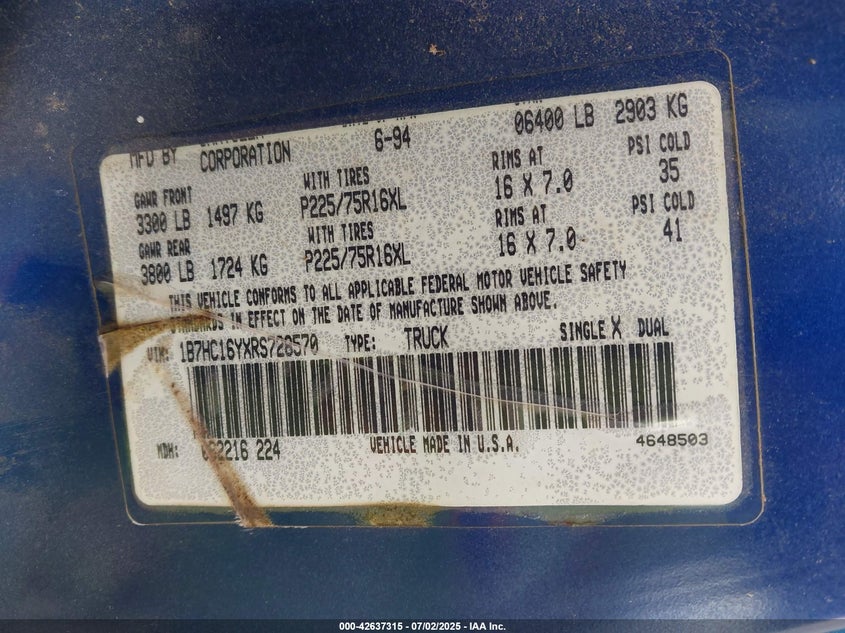 MFD BY
CORPORATION
6-94
06400 LB 2903 KG
GAWR FRONT WITH TIRES RIMS AT PSI COLD
3300 LB 1497 KG P225/75R16XL 16 X 7.0 35
GAWR REAR WITH TIRES RIMS AT PSI COLD
3800 LB 1724 KG P225/75R16XL 16 X 7.0 41
THIS VEHICLE CONFORMS TO ALL APPLICABLE FEDERAL MOTOR VEHICLE SAFETY
STANDARDS IN EFFECT ON THE DATE OF MANUFACTURE SHOWN ABOVE.
VIN: 1B7HC16YXRS728570 TYPE: TRUCK SINGLE X DUAL
MDH: 2216 224 VEHICLE MADE IN U.S.A. 4648503
000-42637315 - 07/02/2025 - IAA Inc.